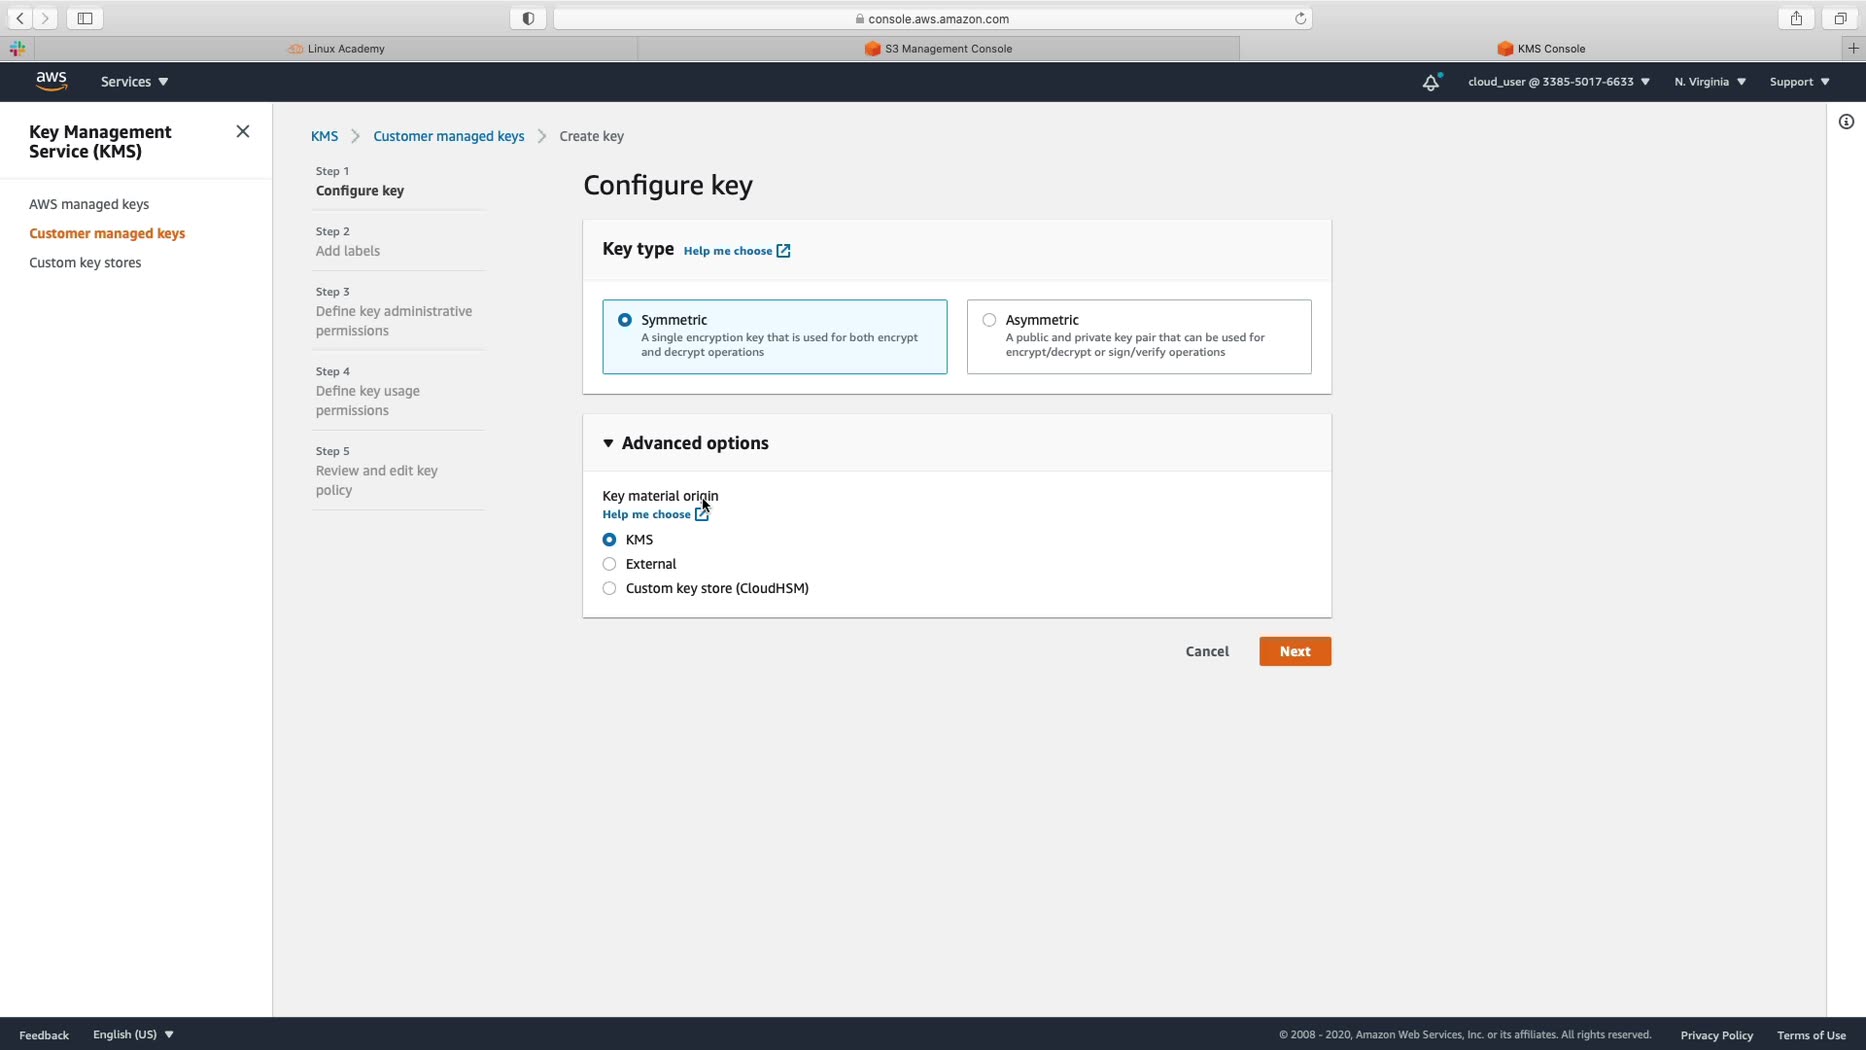 console.aws.amazon.com
Linux Academy
S3 Management Console
KMS Console
aws
Services
cloud_user @ 3385-5017-6633
N. Virginia
Support
Key Management
Service (KMS)
AWS managed keys
Customer managed keys
Custom key stores
KMS
Customer managed keys
Create key
Step 1
Configure key
Step 2
Add labels
Step 3
Define key administrative
permissions
Step 4
Define key usage
permissions
Step 5
Review and edit key
policy
Configure key
Key type Help me choose
Symmetric
A single encryption key that is used for both encrypt
and decrypt operations
Asymmetric
A public and private key pair that can be used for
encrypt/decrypt or sign/verify operations
Advanced options
Key material origin
Help me choose
KMS
External
Custom key store (CloudHSM)
Cancel
Next
Feedback
English (US)
© 2008 - 2020, Amazon Web Services, Inc. or its affiliates. All rights reserved.
Privacy Policy
Terms of Use